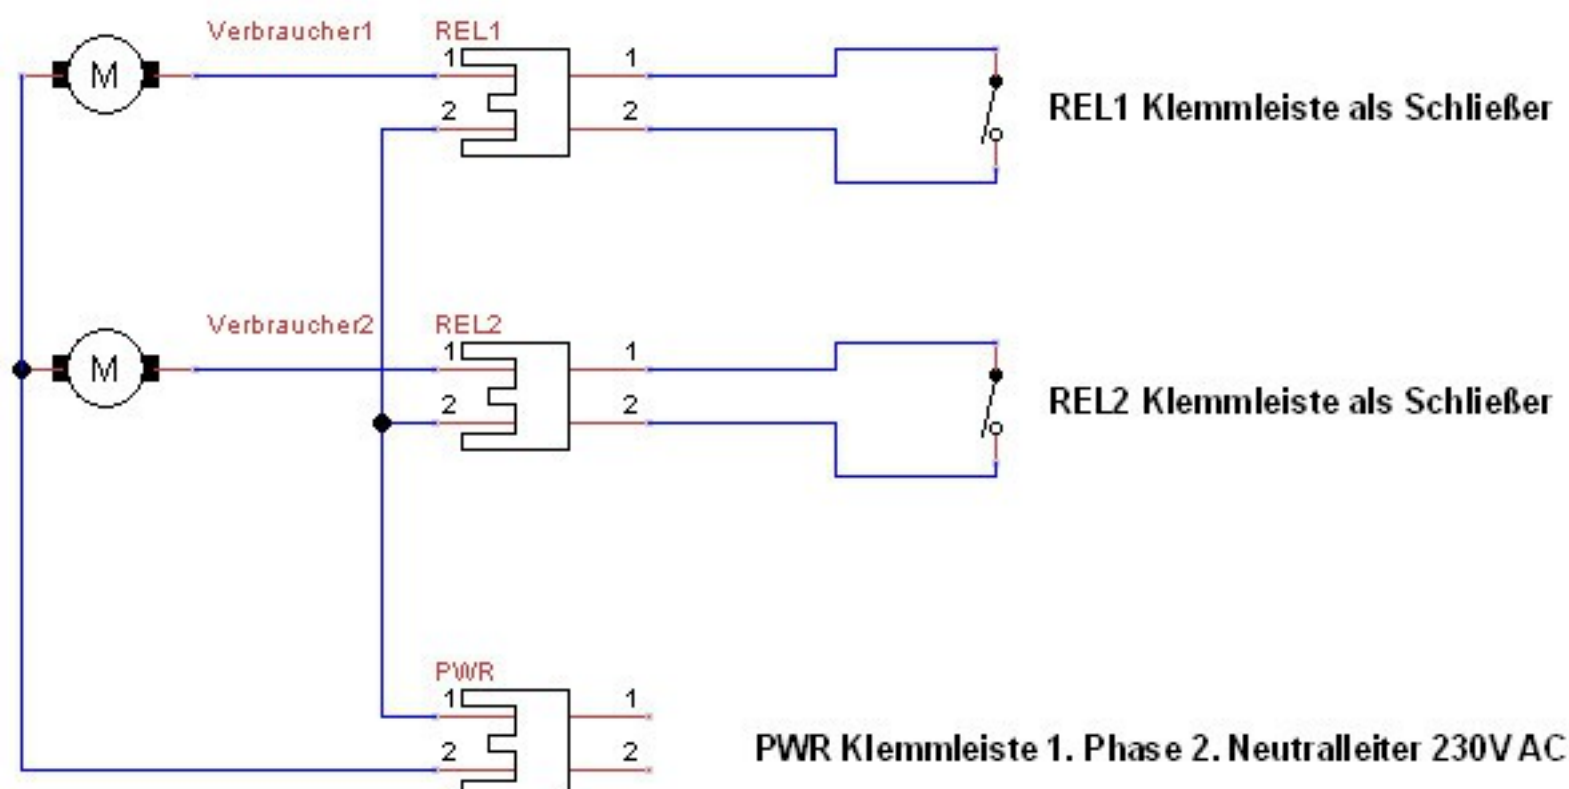 Verbraucher1 REL1
1 1
M REL1 Klemmleiste als Schließer
2 2
Verbraucher2 REL2
1 1
M REL2 Klemmleiste als Schließer
2 2
PWR
1 1
2 2 PWR Klemmleiste 1. Phase 2. Neutralleiter 230V AC